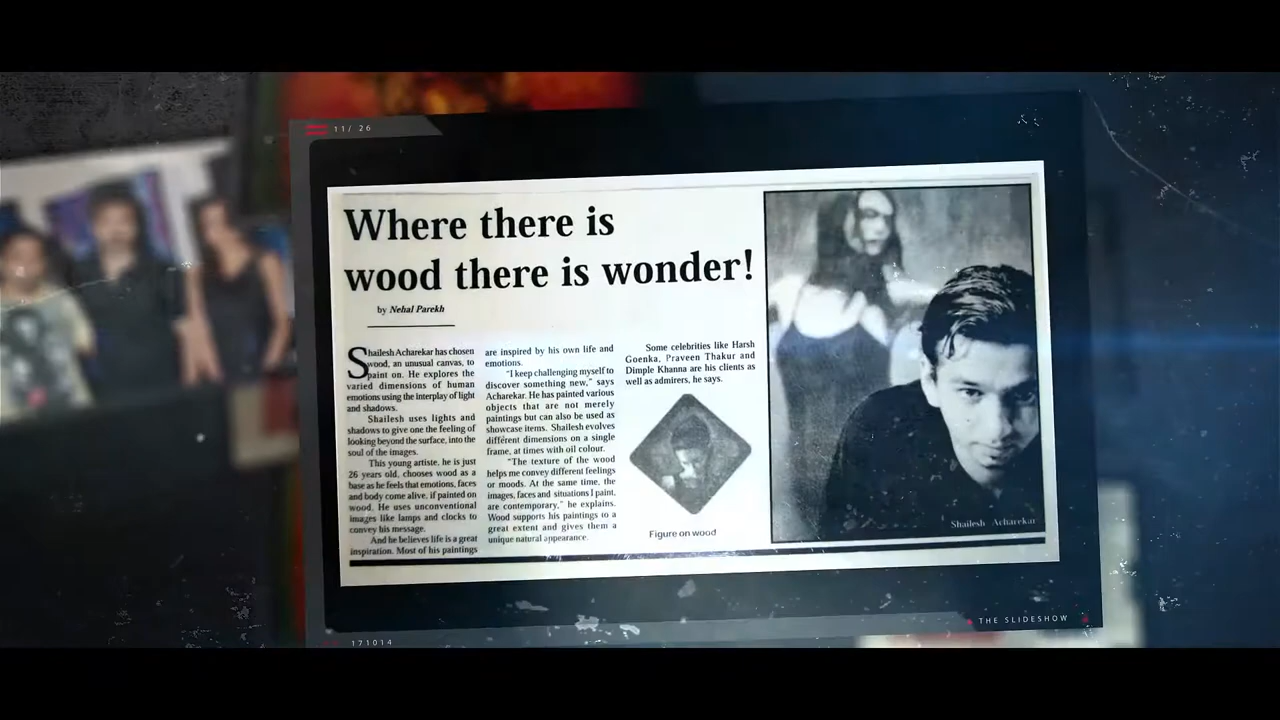 11/ 26
Where there is
wood there is wonder!
by Nehal Parekh
Shailesh Acharekar has chosen
wood, an unusual canvas, to
paint on. He explores the
varied dimensions of human
emotions using the interplay of light
and shadows.
Shailesh uses lights and
shadows to give one the feeling of
looking beyond the surface, into the
soul of the images.
This young artiste, he is just
26 years old, chooses wood as a
base as he feels that emotions, faces
and body come alive, if painted on
wood. He uses unconventional
images like lamps and clocks to
convey his message.
And he believes life is a great
inspiration. Most of his paintings
are inspired by his own life and
emotions.
"I keep challenging myself to
discover something new," says
Acharekar. He has painted various
objects that are not merely
paintings but can also be used as
showcase items. Shailesh evolves
different dimensions on a single
frame, at times with oil colour.
"The texture of the wood
helps me convey different feelings
or moods. At the same time, the
images, faces and situations I paint,
are contemporary," he explains.
Wood supports his paintings to a
great extent and gives them a
unique natural appearance.
Some celebrities like Harsh
Goenka, Praveen Thakur and
Dimple Khanna are his clients as
well as admirers, he says.
Figure on wood
Shailesh Acharekar
THE SLIDESHOW
171014